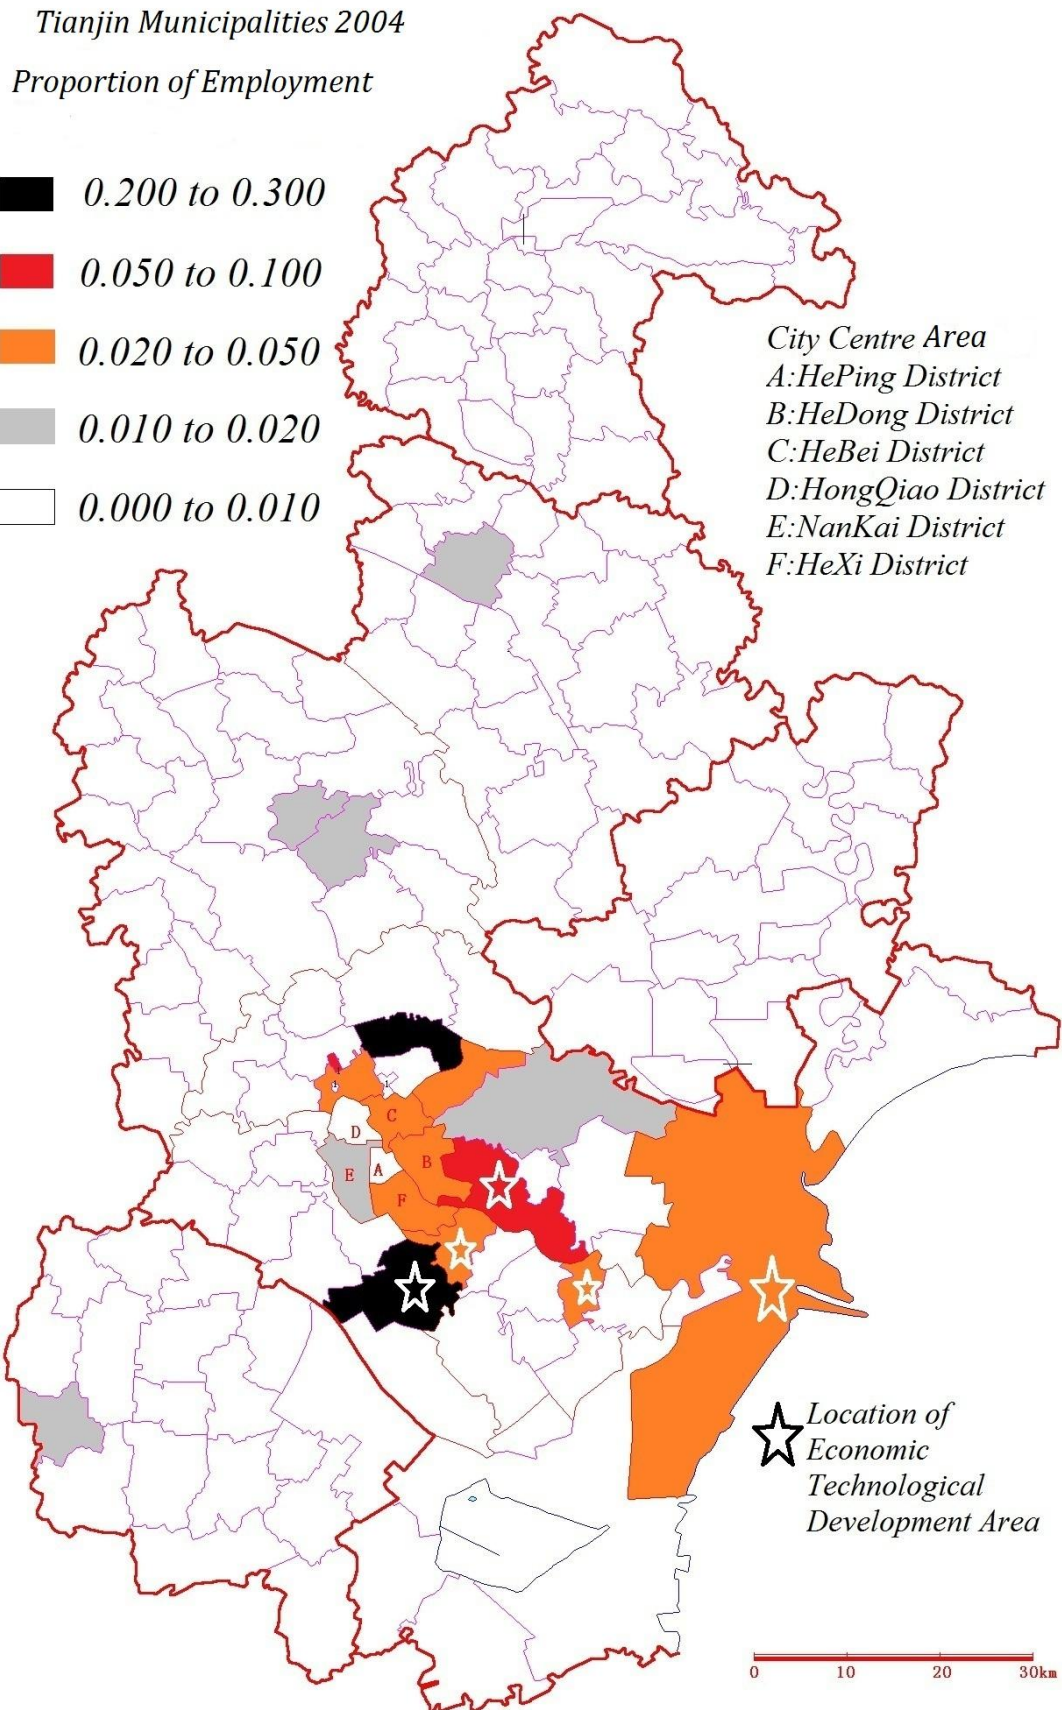 Tianjin Municipalities 2004
Proportion of Employment
0.200 to 0.300
0.050 to 0.100
0.020 to 0.050
0.010 to 0.020
0.000 to 0.010
City Centre Area
A:HePing District
B:HeDong District
C:HeBei District
D:HongQiao District
E:NanKai District
F:HeXi District
C
D
B
A
E
F
Location of
Economic
Technological
Development Area
0 10 20 30km